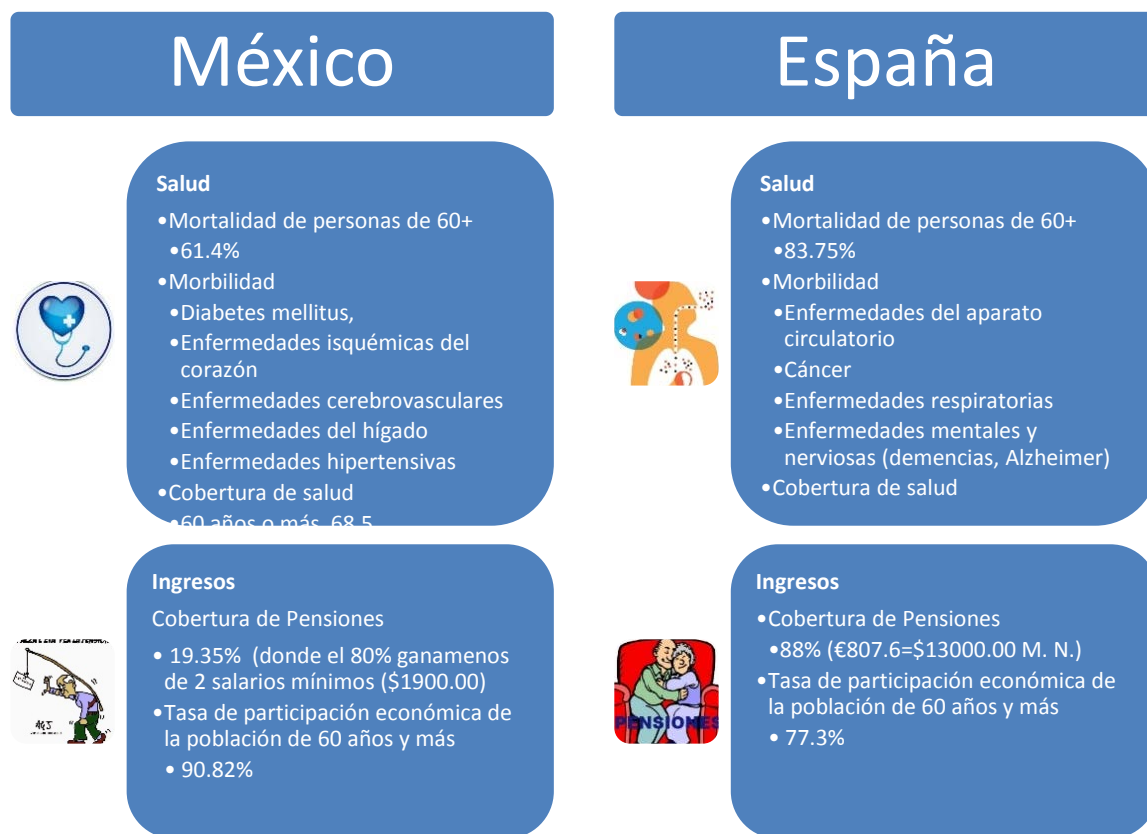 México
Salud
•Mortalidad de personas de 60+
•61.4%
•Morbilidad
•Diabetes mellitus,
•Enfermedades isquémicas del
corazón
•Enfermedades cerebrovasculares
•Enfermedades del hígado
•Enfermedades hipertensivas
•Cobertura de salud
•60 años o más 68.5
Ingresos
Cobertura de Pensiones
• 19.35% (donde el 80% ganamenos
de 2 salarios mínimos ($1900.00)
•Tasa de participación económica de
la población de 60 años y más
• 90.82%
España
Salud
•Mortalidad de personas de 60+
•83.75%
•Morbilidad
•Enfermedades del aparato
circulatorio
•Cáncer
•Enfermedades respiratorias
•Enfermedades mentales y
nerviosas (demencias, Alzheimer)
•Cobertura de salud
PENSIONES
Ingresos
•Cobertura de Pensiones
•88% (€807.6=$13000.00 M. N.)
•Tasa de participación económica de
la población de 60 años y más
• 77.3%